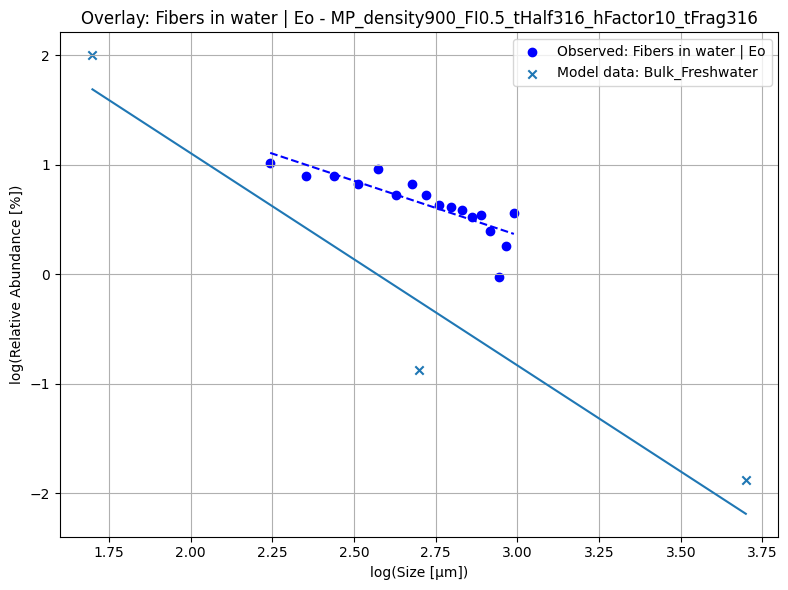 Overlay: Fibers in water | Eo - MP_density900_FI0.5_tHalf316_hFactor10_tFrag316
Observed: Fibers in water | Eo
Model data: Bulk_Freshwater
log(Relative Abundance [%])
2
1
0
−1
−2
1.75
2.00
2.25
2.50
2.75
3.00
3.25
3.50
3.75
log(Size [μm])